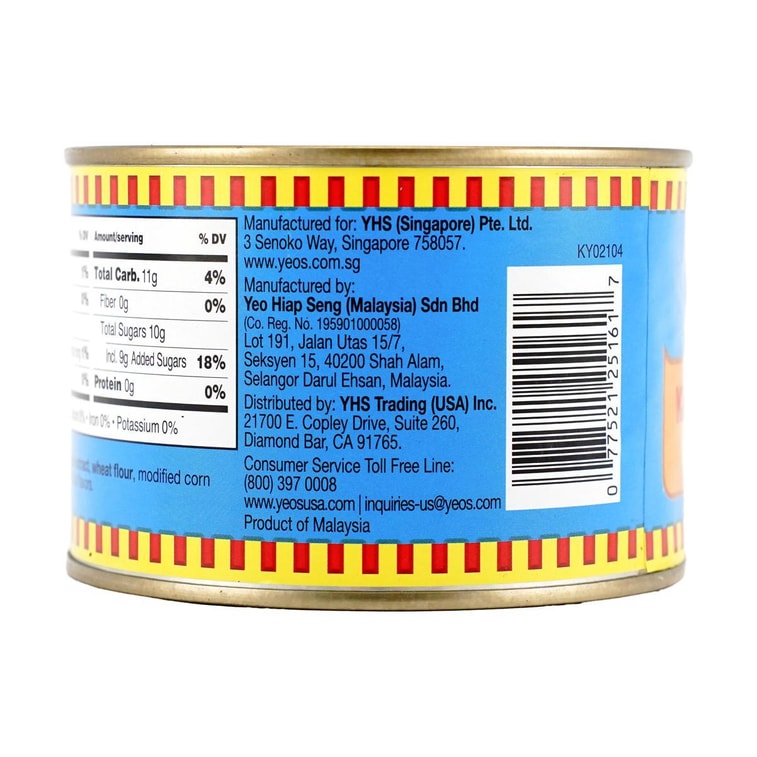 % DV Amount/serving % DV
Total Carb. 11g 4%
Fiber 0g 0%
Total Sugars 10g
Incl. 9g Added Sugars 18%
Protein 0g 0%
Iron 0% • Potassium 0%
wheat flour, modified corn
Manufactured for: YHS (Singapore) Pte. Ltd.
3 Senoko Way, Singapore 758057.
www.yeos.com.sg
Manufactured by:
Yeo Hiap Seng (Malaysia) Sdn Bhd
(Co. Reg. No. 195901000058)
Lot 191, Jalan Utas 15/7,
Seksyen 15, 40200 Shah Alam,
Selangor Darul Ehsan, Malaysia.
Distributed by: YHS Trading (USA) Inc.
21700 E. Copley Drive, Suite 260,
Diamond Bar, CA 91765.
Consumer Service Toll Free Line:
(800) 397 0008
www.yeosusa.com | inquiries-us@yeos.com
Product of Malaysia
KY02104
0 77521 25161 7